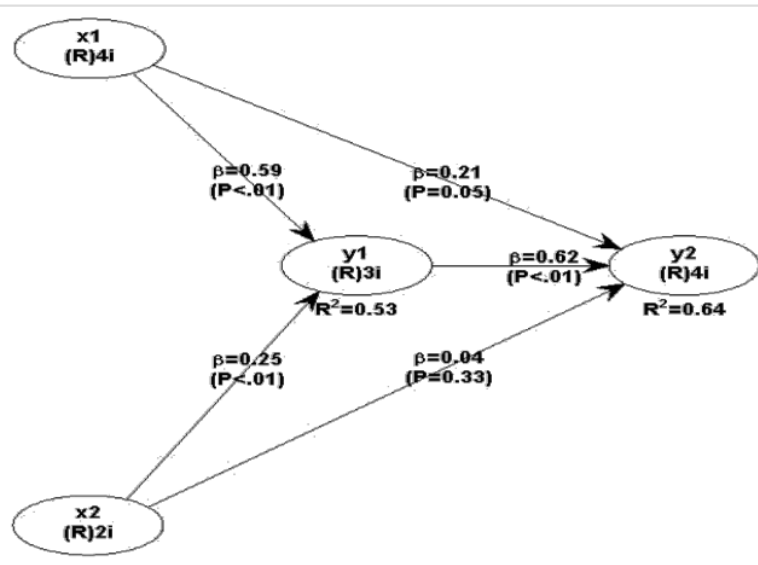 x1
(R)4i
β=0.59
(P<.01)
β=0.21
(P=0.05)
y1
(R)3i
R²=0.53
β=0.62
(P<.01)
y2
(R)4i
R²=0.64
β=0.25
(P<.01)
β=0.04
(P=0.33)
x2
(R)2i